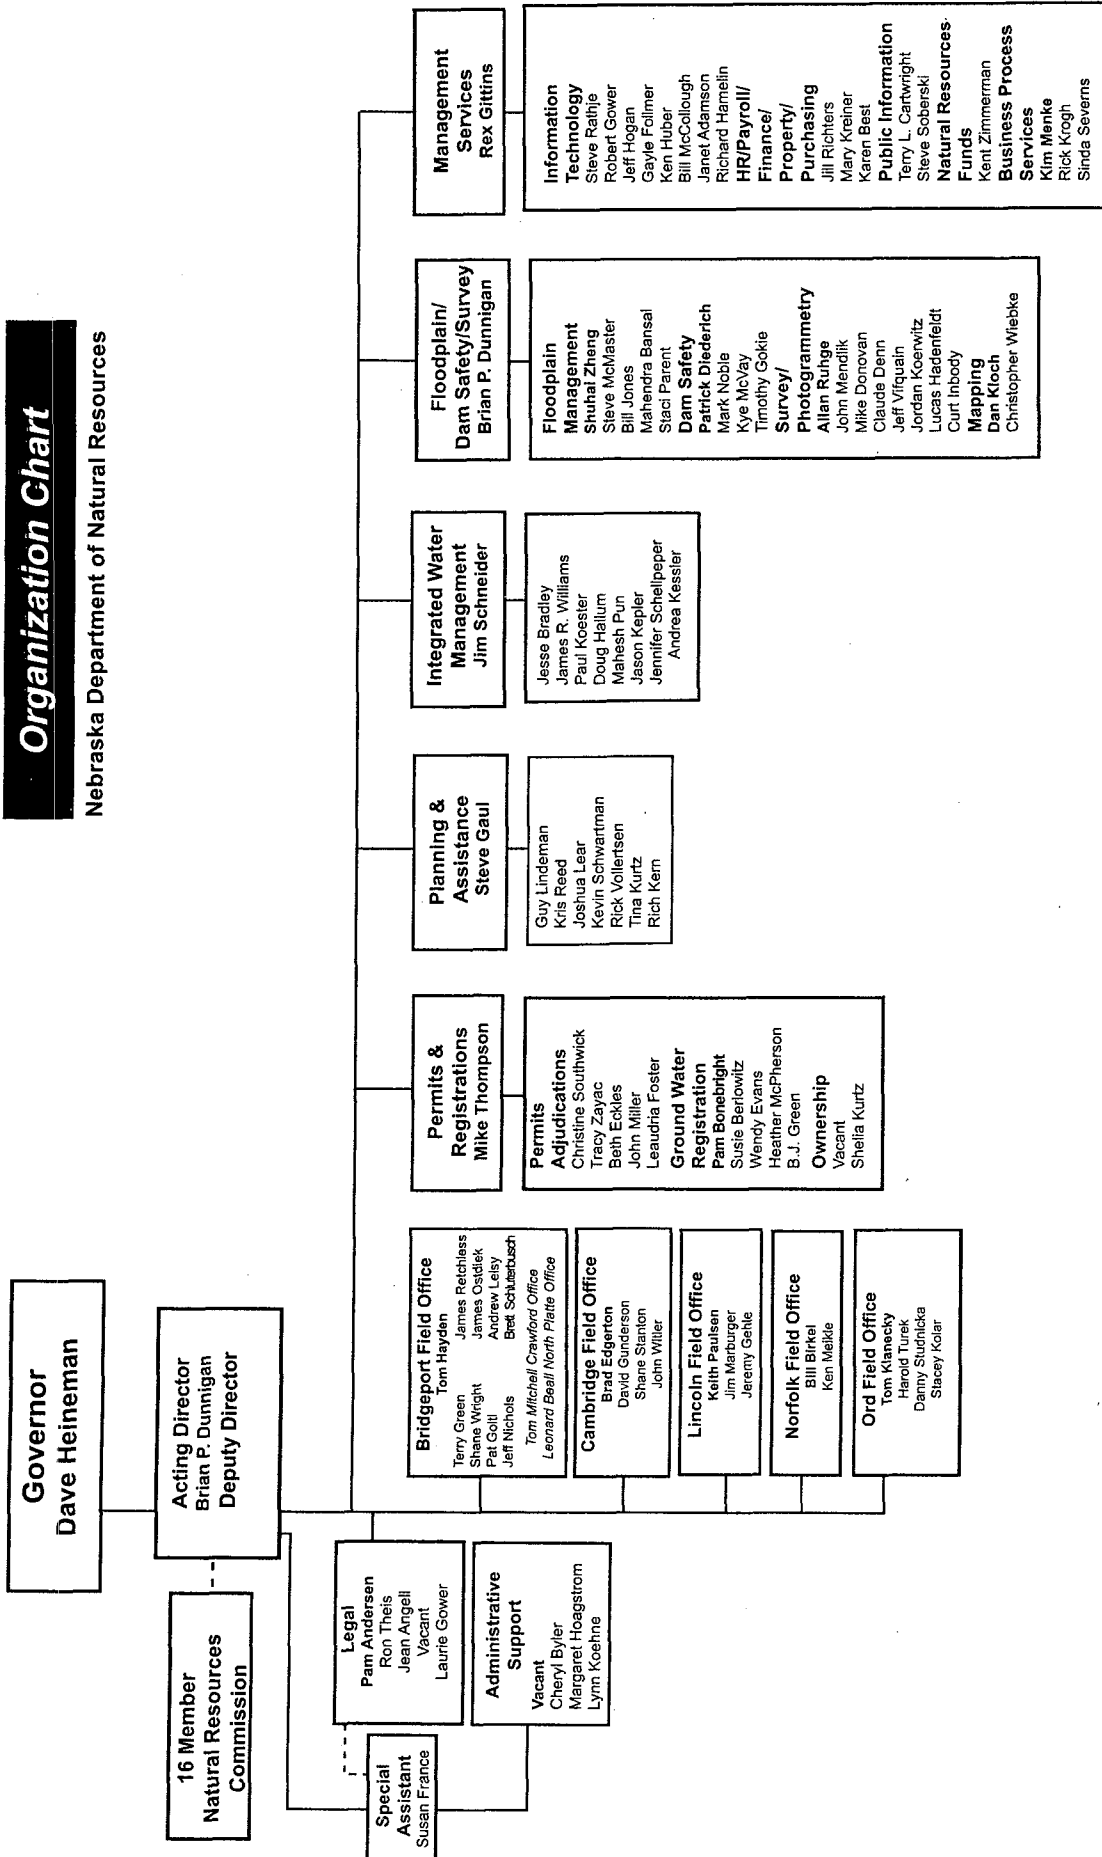 Organization Chart
Nebraska Department of Natural Resources
Governor
Dave Heineman
Acting Director
Brian P. Dunnigan
Deputy Director
16 Member
Natural Resources
Commission
Special
Assistant
Susan France
Legal
Pam Andersen
Ron Theis
Jean Angell
Vacant
Laurie Gower
Administrative
Support
Vacant
Cheryl Byler
Margaret Hoagstrom
Lynn Koehne
Bridgeport Field Office
Tom Hayden
Terry Green James Retchless
Shane Wright James Ostdiek
Pat Goltl Andrew Leisy
Jeff Nichols Brett Schluterbusch
Tom Mitchell Crawford Office
Leonard Beall North Platte Office
Cambridge Field Office
Brad Edgerton
David Gunderson
Shane Stanton
John Witler
Lincoln Field Office
Keith Paulsen
Jim Marburger
Jeremy Gehle
Norfolk Field Office
Bill Birkel
Ken Meikle
Ord Field Office
Tom Klanecky
Harold Turek
Danny Studnicka
Stacey Kolar
Permits &
Registrations
Mike Thompson
Permits
Adjudications
Christine Southwick
Tracy Zayac
Beth Eckles
John Miller
Leaudria Foster
Ground Water
Registration
Pam Bonebright
Susie Berlowitz
Wendy Evans
Heather McPherson
B.J. Green
Ownership
Vacant
Shelia Kurtz
Planning &
Assistance
Steve Gaul
Guy Lindeman
Kris Reed
Joshua Lear
Kevin Schwartman
Rick Vollertsen
Tina Kurtz
Rich Kern
Integrated Water
Management
Jim Schneider
Jesse Bradley
James R. Williams
Paul Koester
Doug Hallum
Mahesh Pun
Jason Kepler
Jennifer Schellpeper
Andrea Kessler
Floodplain/
Dam Safety/Survey
Brian P. Dunnigan
Floodplain
Management
Shuhai Zheng
Steve McMaster
Bill Jones
Mahendra Bansal
Staci Parent
Dam Safety
Patrick Diederich
Mark Noble
Kye McVay
Timothy Gokie
Survey/
Photogrammetry
Allan Ruhge
John Mendlik
Mike Donovan
Claude Denn
Jeff Vifquain
Jordan Koerwitz
Lucas Hadenfeldt
Curt Inbody
Mapping
Dan Kloch
Christopher Wiebke
Management
Services
Rex Gittins
Information
Technology
Steve Rathje
Robert Gower
Jeff Hogan
Gayle Follmer
Ken Huber
Bill McCollough
Janet Adamson
Richard Hamelin
HR/Payroll/
Finance/
Property/
Purchasing
Jill Richters
Mary Kreiner
Karen Best
Public Information
Terry L. Cartwright
Steve Soberski
Natural Resources
Funds
Kent Zimmerman
Business Process
Services
Kim Menke
Rick Krogh
Sinda Severns